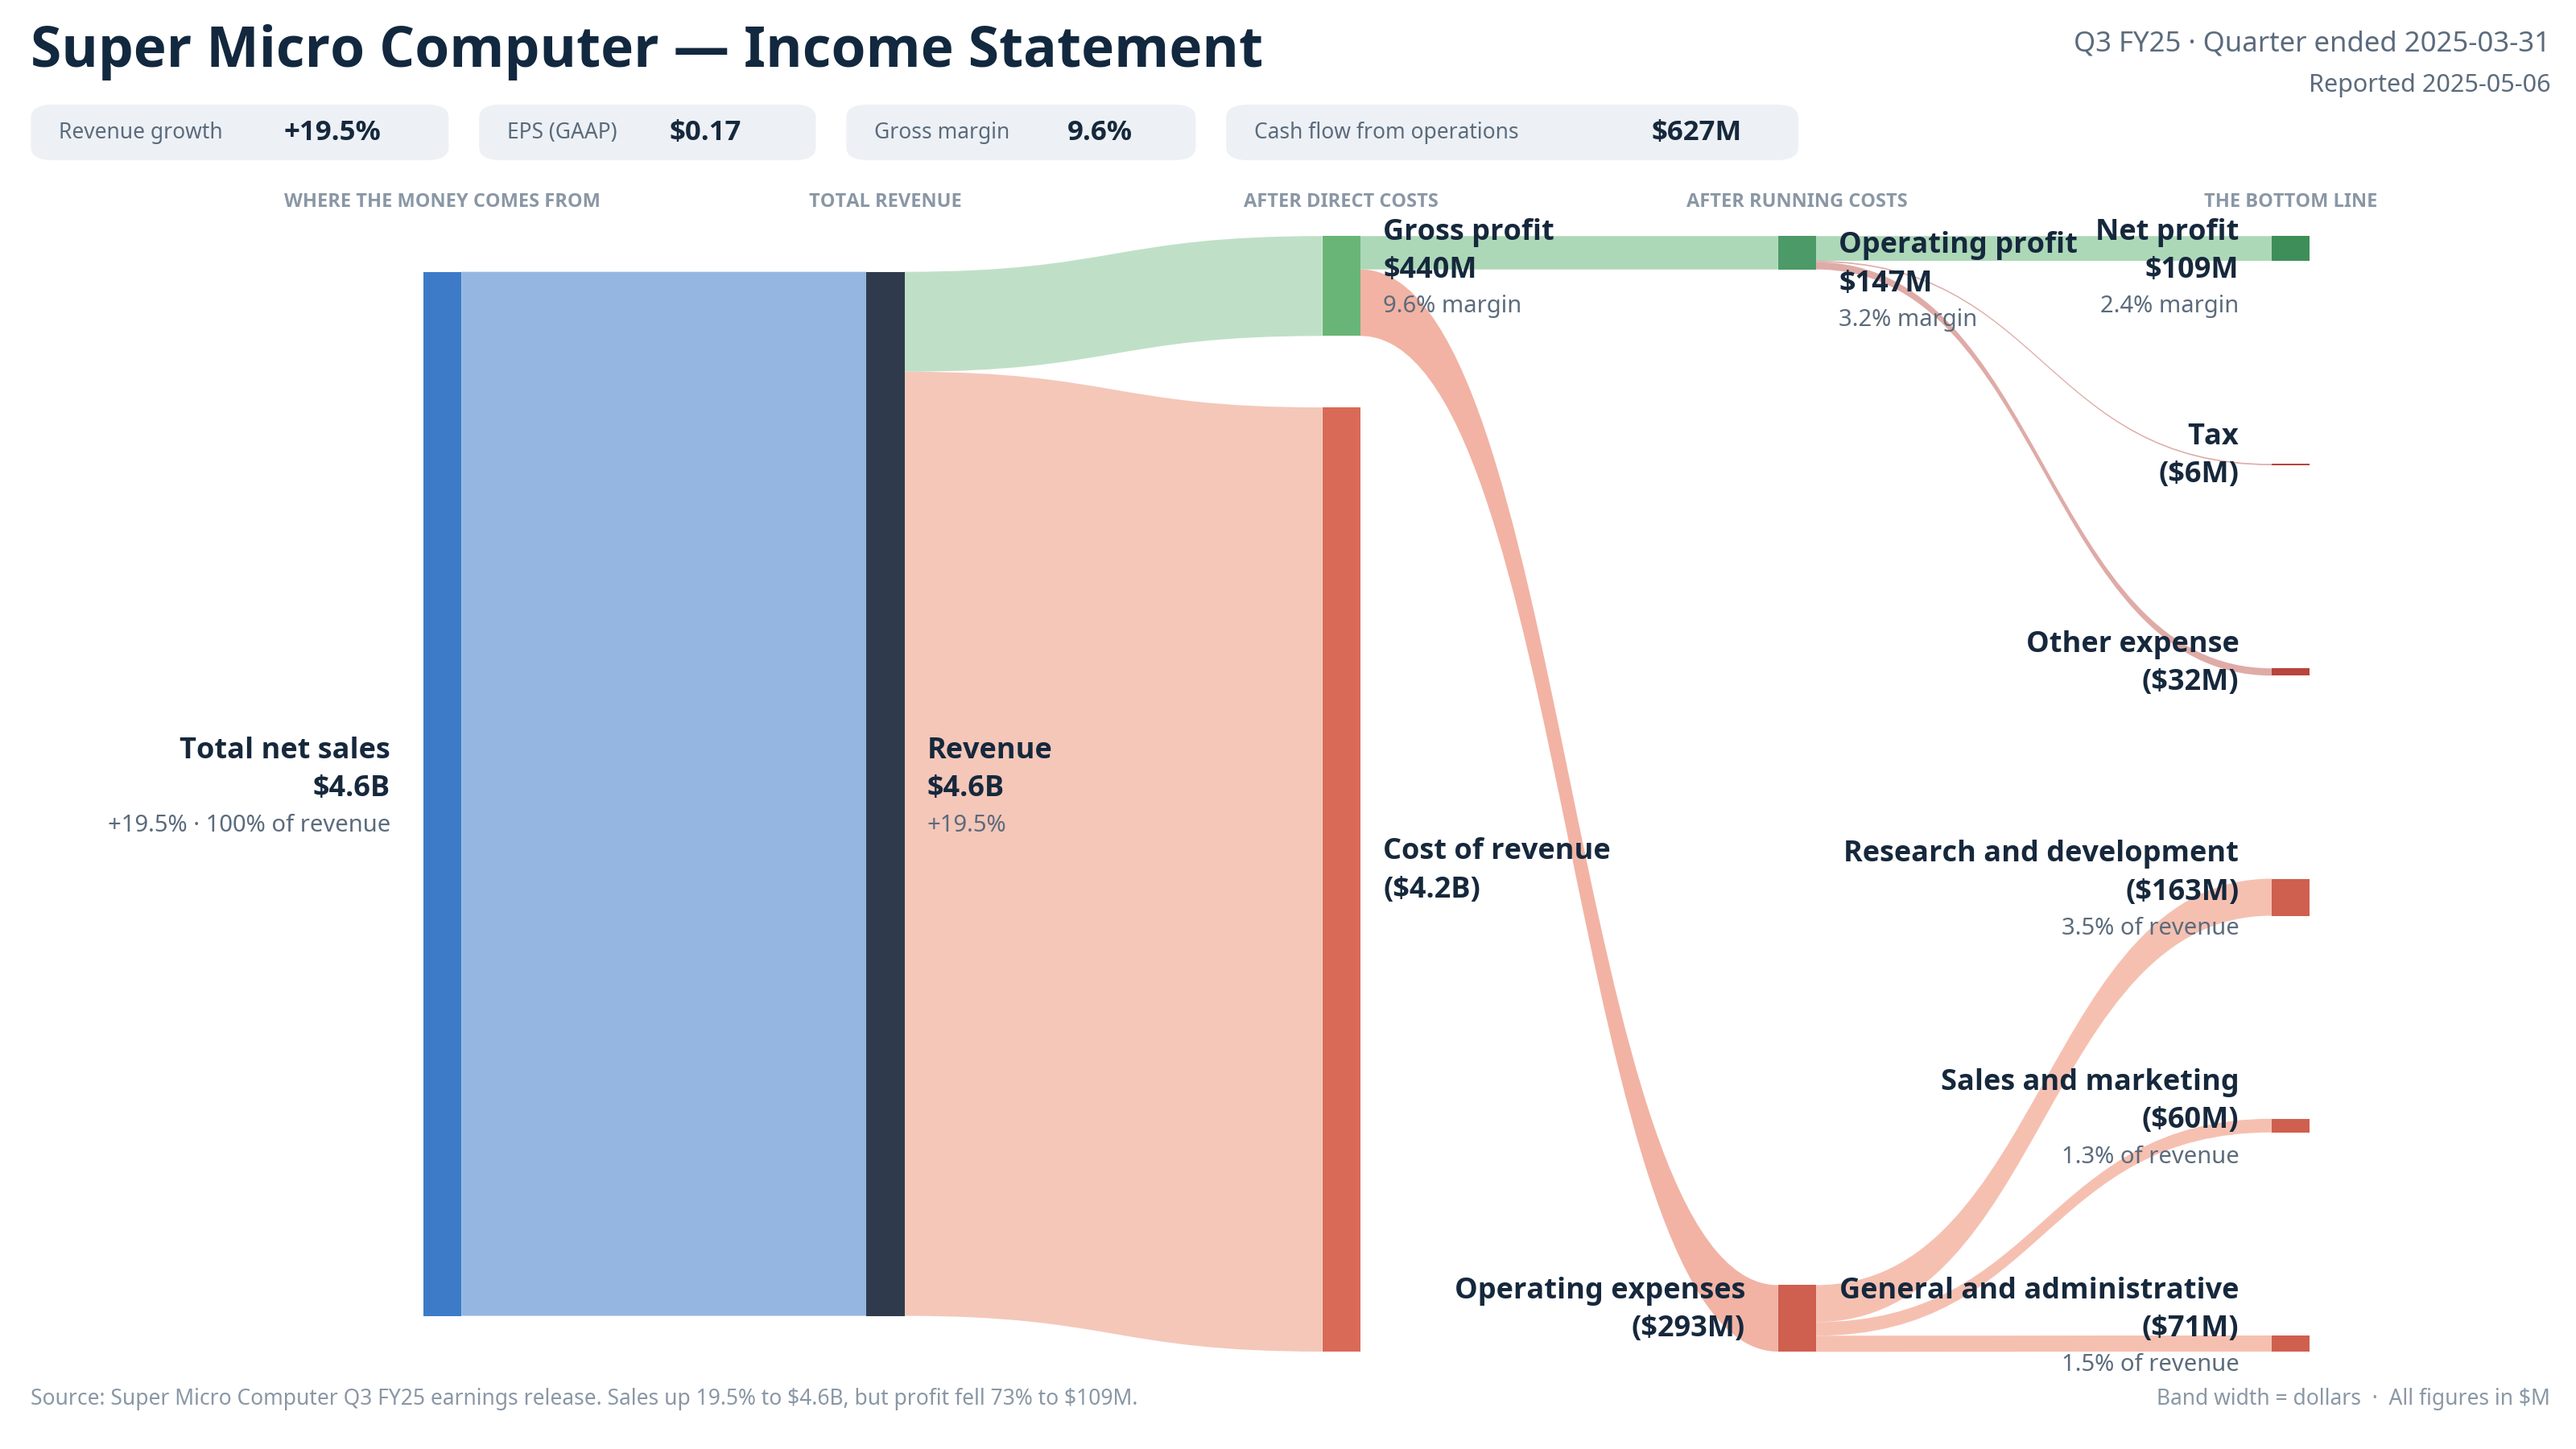 Super Micro Computer — Income Statement
Q3 FY25 · Quarter ended 2025-03-31
Reported 2025-05-06
Revenue growth +19.5%
EPS (GAAP) $0.17
Gross margin 9.6%
Cash flow from operations $627M
WHERE THE MONEY COMES FROM
TOTAL REVENUE
AFTER DIRECT COSTS
AFTER RUNNING COSTS
THE BOTTOM LINE
Total net sales
$4.6B
+19.5% · 100% of revenue
Revenue
$4.6B
+19.5%
Gross profit
$440M
9.6% margin
Cost of revenue
($4.2B)
Operating profit
$147M
3.2% margin
Operating expenses
($293M)
Net profit
$109M
2.4% margin
Tax
($6M)
Other expense
($32M)
Research and development
($163M)
3.5% of revenue
Sales and marketing
($60M)
1.3% of revenue
General and administrative
($71M)
1.5% of revenue
Source: Super Micro Computer Q3 FY25 earnings release. Sales up 19.5% to $4.6B, but profit fell 73% to $109M.
Band width = dollars · All figures in $M